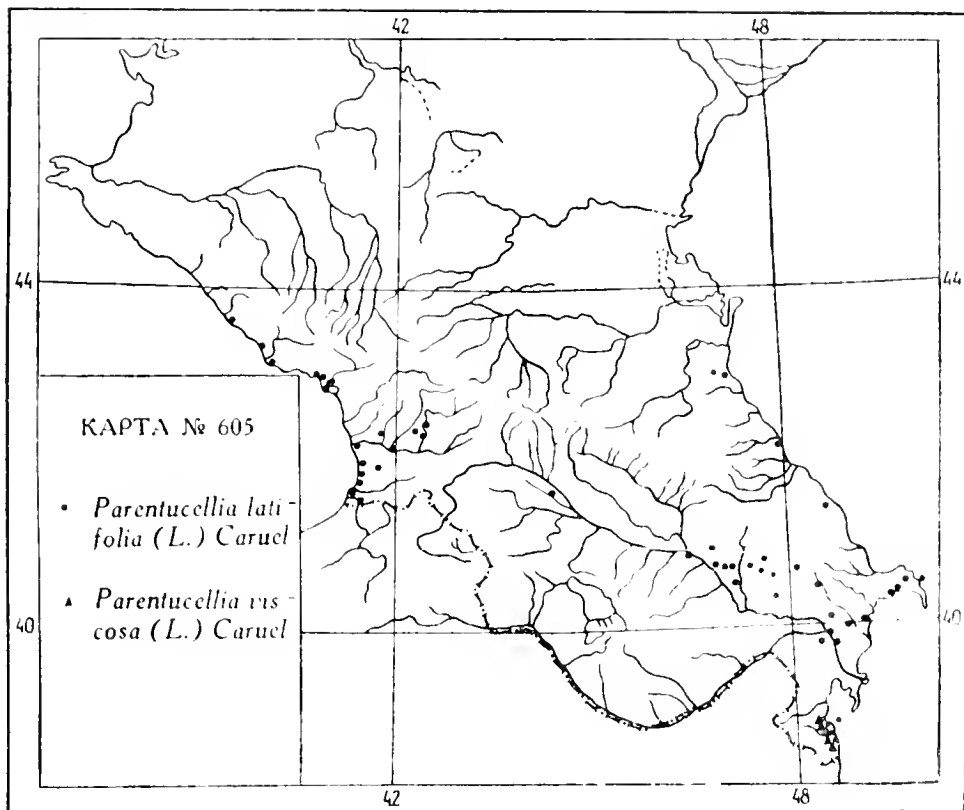 42 48
44 44
КАРТА № 605
• Parentucellia lati-
folia (L.) Caruel
▲ Parentucellia vis-
cosa (L.) Caruel
40 40
42 48